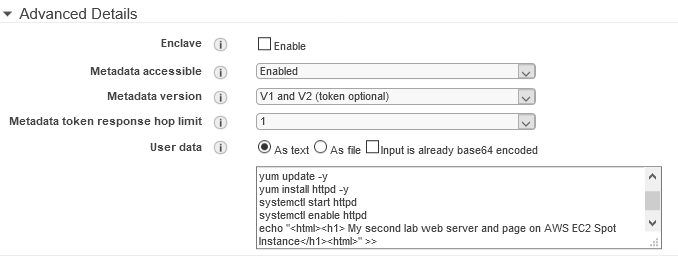 Advanced Details
Enclave i Enable
Metadata accessible i Enabled
Metadata version i V1 and V2 (token optional)
Metadata token response hop limit i 1
User data i As text As file Input is already base64 encoded
yum update -y
yum install httpd -y
systemctl start httpd
systemctl enable httpd
echo "<html><h1> My second lab web server and page on AWS EC2 Spot
Instance</h1><html>" >>